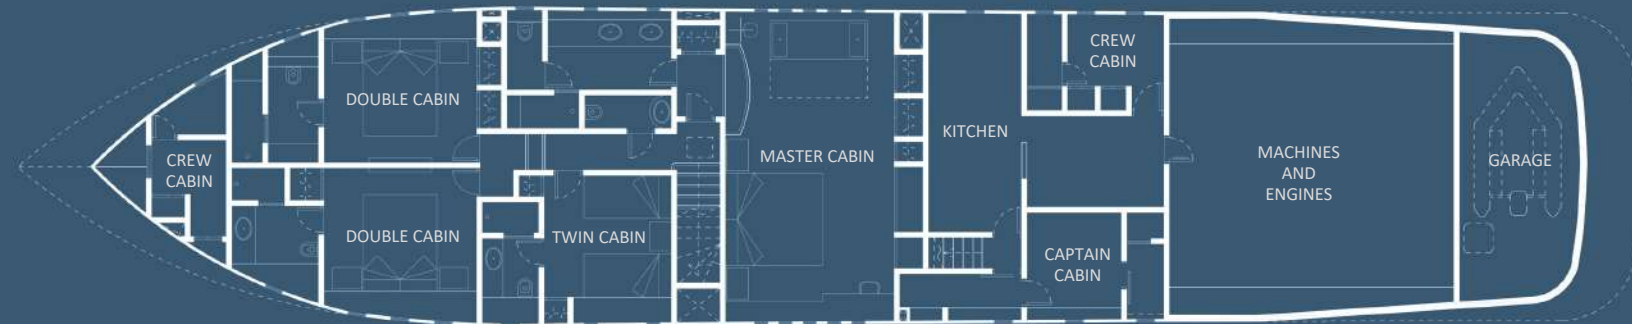 CREW
CABIN
DOUBLE CABIN
DOUBLE CABIN
TWIN CABIN
MASTER CABIN
KITCHEN
CREW
CABIN
CAPTAIN
CABIN
MACHINES
AND
ENGINES
GARAGE